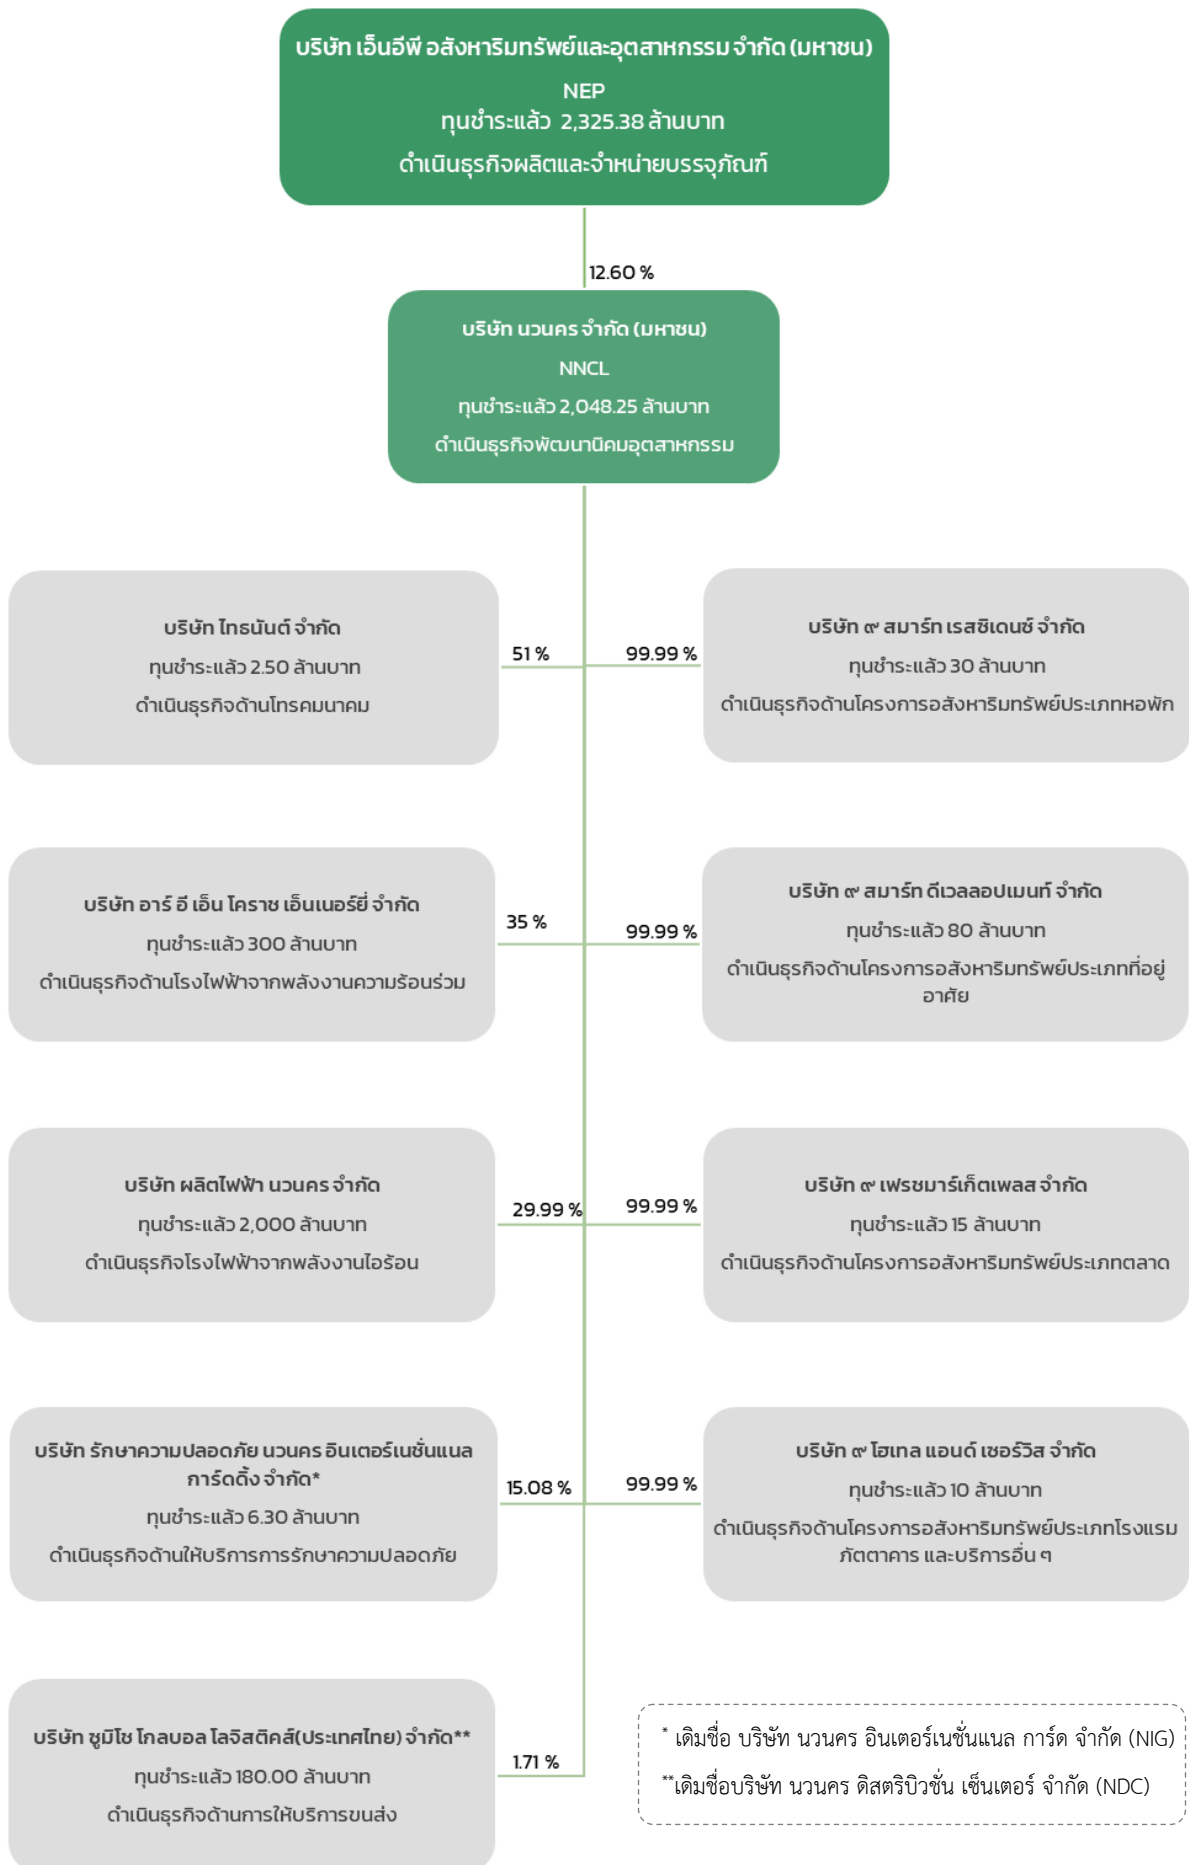 บริษัท เอ็นอีพี อสังหาริมทรัพย์และอุตสาหกรรม จำกัด (มหาชน)
NEP
ทุนชำระแล้ว 2,325.38 ล้านบาท
ดำเนินธุรกิจผลิตและจำหน่ายบรรจุภัณฑ์
12.60 %
บริษัท นวนคร จำกัด (มหาชน)
NNCL
ทุนชำระแล้ว 2,048.25 ล้านบาท
ดำเนินธุรกิจพัฒนานิคมอุตสาหกรรม
บริษัท ไทธนันต์ จำกัด
ทุนชำระแล้ว 2.50 ล้านบาท
ดำเนินธุรกิจด้านโทรคมนาคม
51 %
99.99 %
บริษัท ๙ สมาร์ท เรสซิเดนซ์ จำกัด
ทุนชำระแล้ว 30 ล้านบาท
ดำเนินธุรกิจด้านโครงการอสังหาริมทรัพย์ประเภทหอพัก
บริษัท อาร์ อี เอ็น โคราช เอ็นเนอร์ยี่ จำกัด
ทุนชำระแล้ว 300 ล้านบาท
ดำเนินธุรกิจด้านโรงไฟฟ้าจากพลังงานความร้อนร่วม
35 %
99.99 %
บริษัท ๙ สมาร์ท ดีเวลลอปเมนท์ จำกัด
ทุนชำระแล้ว 80 ล้านบาท
ดำเนินธุรกิจด้านโครงการอสังหาริมทรัพย์ประเภทที่อยู่
อาศัย
บริษัท ผลิตไฟฟ้า นวนคร จำกัด
ทุนชำระแล้ว 2,000 ล้านบาท
ดำเนินธุรกิจโรงไฟฟ้าจากพลังงานไอร้อน
29.99 %
99.99 %
บริษัท ๙ เฟรชมาร์เก็ตเพลส จำกัด
ทุนชำระแล้ว 15 ล้านบาท
ดำเนินธุรกิจด้านโครงการอสังหาริมทรัพย์ประเภทตลาด
บริษัท รักษาความปลอดภัย นวนคร อินเตอร์เนชั่นแนล
การ์ดดิ้ง จำกัด*
ทุนชำระแล้ว 6.30 ล้านบาท
ดำเนินธุรกิจด้านให้บริการการรักษาความปลอดภัย
15.08 %
99.99 %
บริษัท ๙ โฮเทล แอนด์ เซอร์วิส จำกัด
ทุนชำระแล้ว 10 ล้านบาท
ดำเนินธุรกิจด้านโครงการอสังหาริมทรัพย์ประเภทโรงแรม
ภัตตาคาร และบริการอื่น ๆ
บริษัท ซูมิโช โกลบอล โลจิสติคส์(ประเทศไทย) จำกัด**
ทุนชำระแล้ว 180.00 ล้านบาท
ดำเนินธุรกิจด้านการให้บริการขนส่ง
1.71 %
* เดิมชื่อ บริษัท นวนคร อินเตอร์เนชั่นแนล การ์ด จำกัด (NIG)
**เดิมชื่อบริษัท นวนคร ดิสตริบิวชั่น เซ็นเตอร์ จำกัด (NDC)